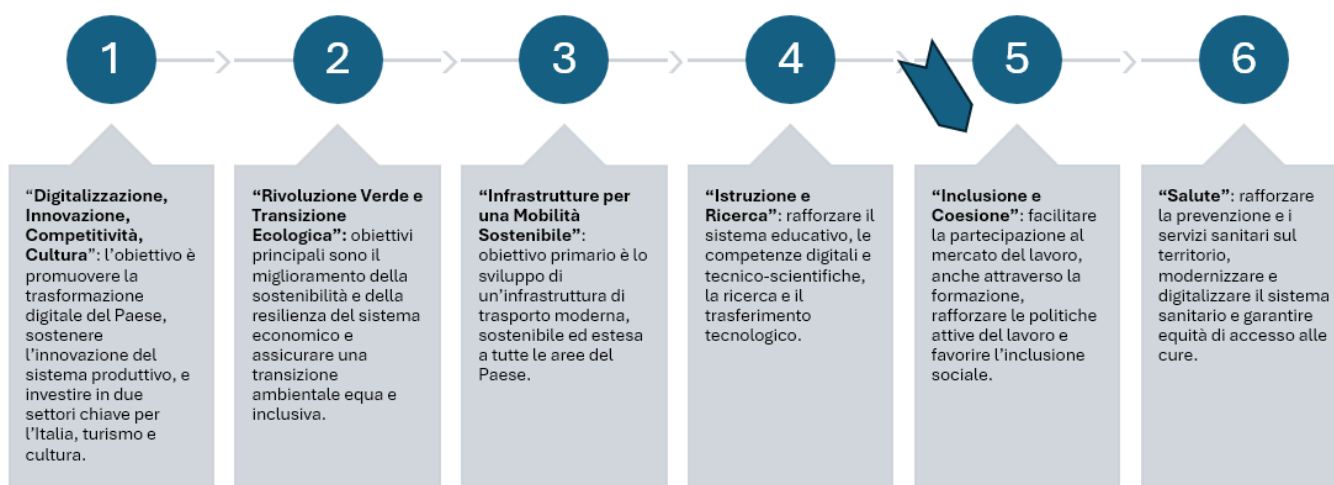 1
2
3
4
5
6
“Digitalizzazione,
Innovazione,
Competitività,
Cultura”: l’obiettivo è
promuovere la
trasformazione
digitale del Paese,
sostenere
l’innovazione del
sistema produttivo, e
investire in due
settori chiave per
l’Italia, turismo e
cultura.
“Rivoluzione Verde e
Transizione
Ecologica”: obiettivi
principali sono il
miglioramento della
sostenibilità e della
resilienza del sistema
economico e
assicurare una
transizione
ambientale equa e
inclusiva.
“Infrastrutture per
una Mobilità
Sostenibile”:
obiettivo primario è lo
sviluppo di
un’infrastruttura di
trasporto moderna,
sostenibile ed estesa
a tutte le aree del
Paese.
“Istruzione e
Ricerca”: rafforzare il
sistema educativo, le
competenze digitali e
tecnico-scientifiche,
la ricerca e il
trasferimento
tecnologico.
“Inclusione e
Coesione”: facilitare
la partecipazione al
mercato del lavoro,
anche attraverso la
formazione,
rafforzare le politiche
attive del lavoro e
favorire l’inclusione
sociale.
“Salute”: rafforzare
la prevenzione e i
servizi sanitari sul
territorio,
modernizzare e
digitalizzare il sistema
sanitario e garantire
equità di accesso alle
cure.